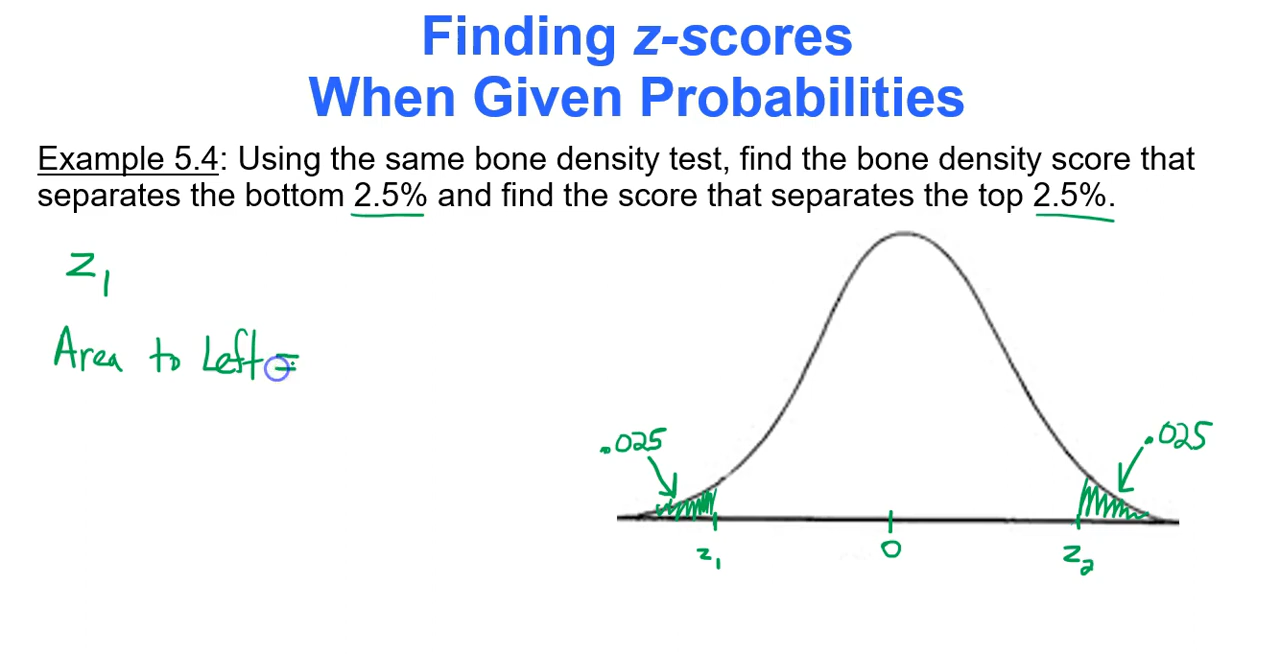 Finding z-scores
When Given Probabilities
Example 5.4: Using the same bone density test, find the bone density score that
separates the bottom 2.5% and find the score that separates the top 2.5%.
z₁
Area to Left =
.025
.025
z₁
0
z₂